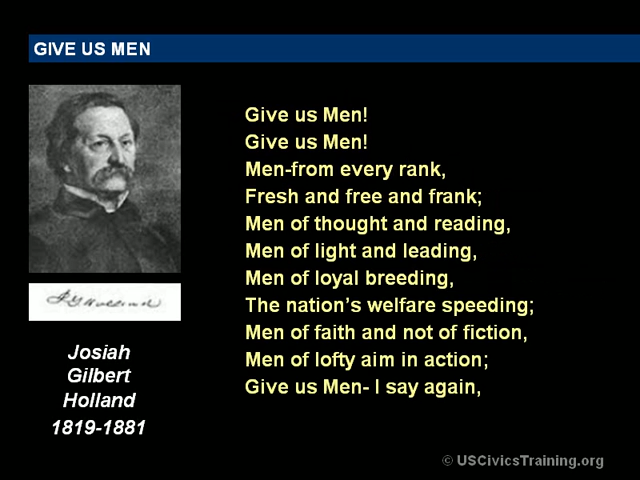 GIVE US MEN
Give us Men!
Give us Men!
Men-from every rank,
Fresh and free and frank;
Men of thought and reading,
Men of light and leading,
Men of loyal breeding,
The nation's welfare speeding;
Men of faith and not of fiction,
Men of lofty aim in action;
Give us Men- I say again,
J G Holland
Josiah
Gilbert
Holland
1819-1881
© USCivicsTraining.org